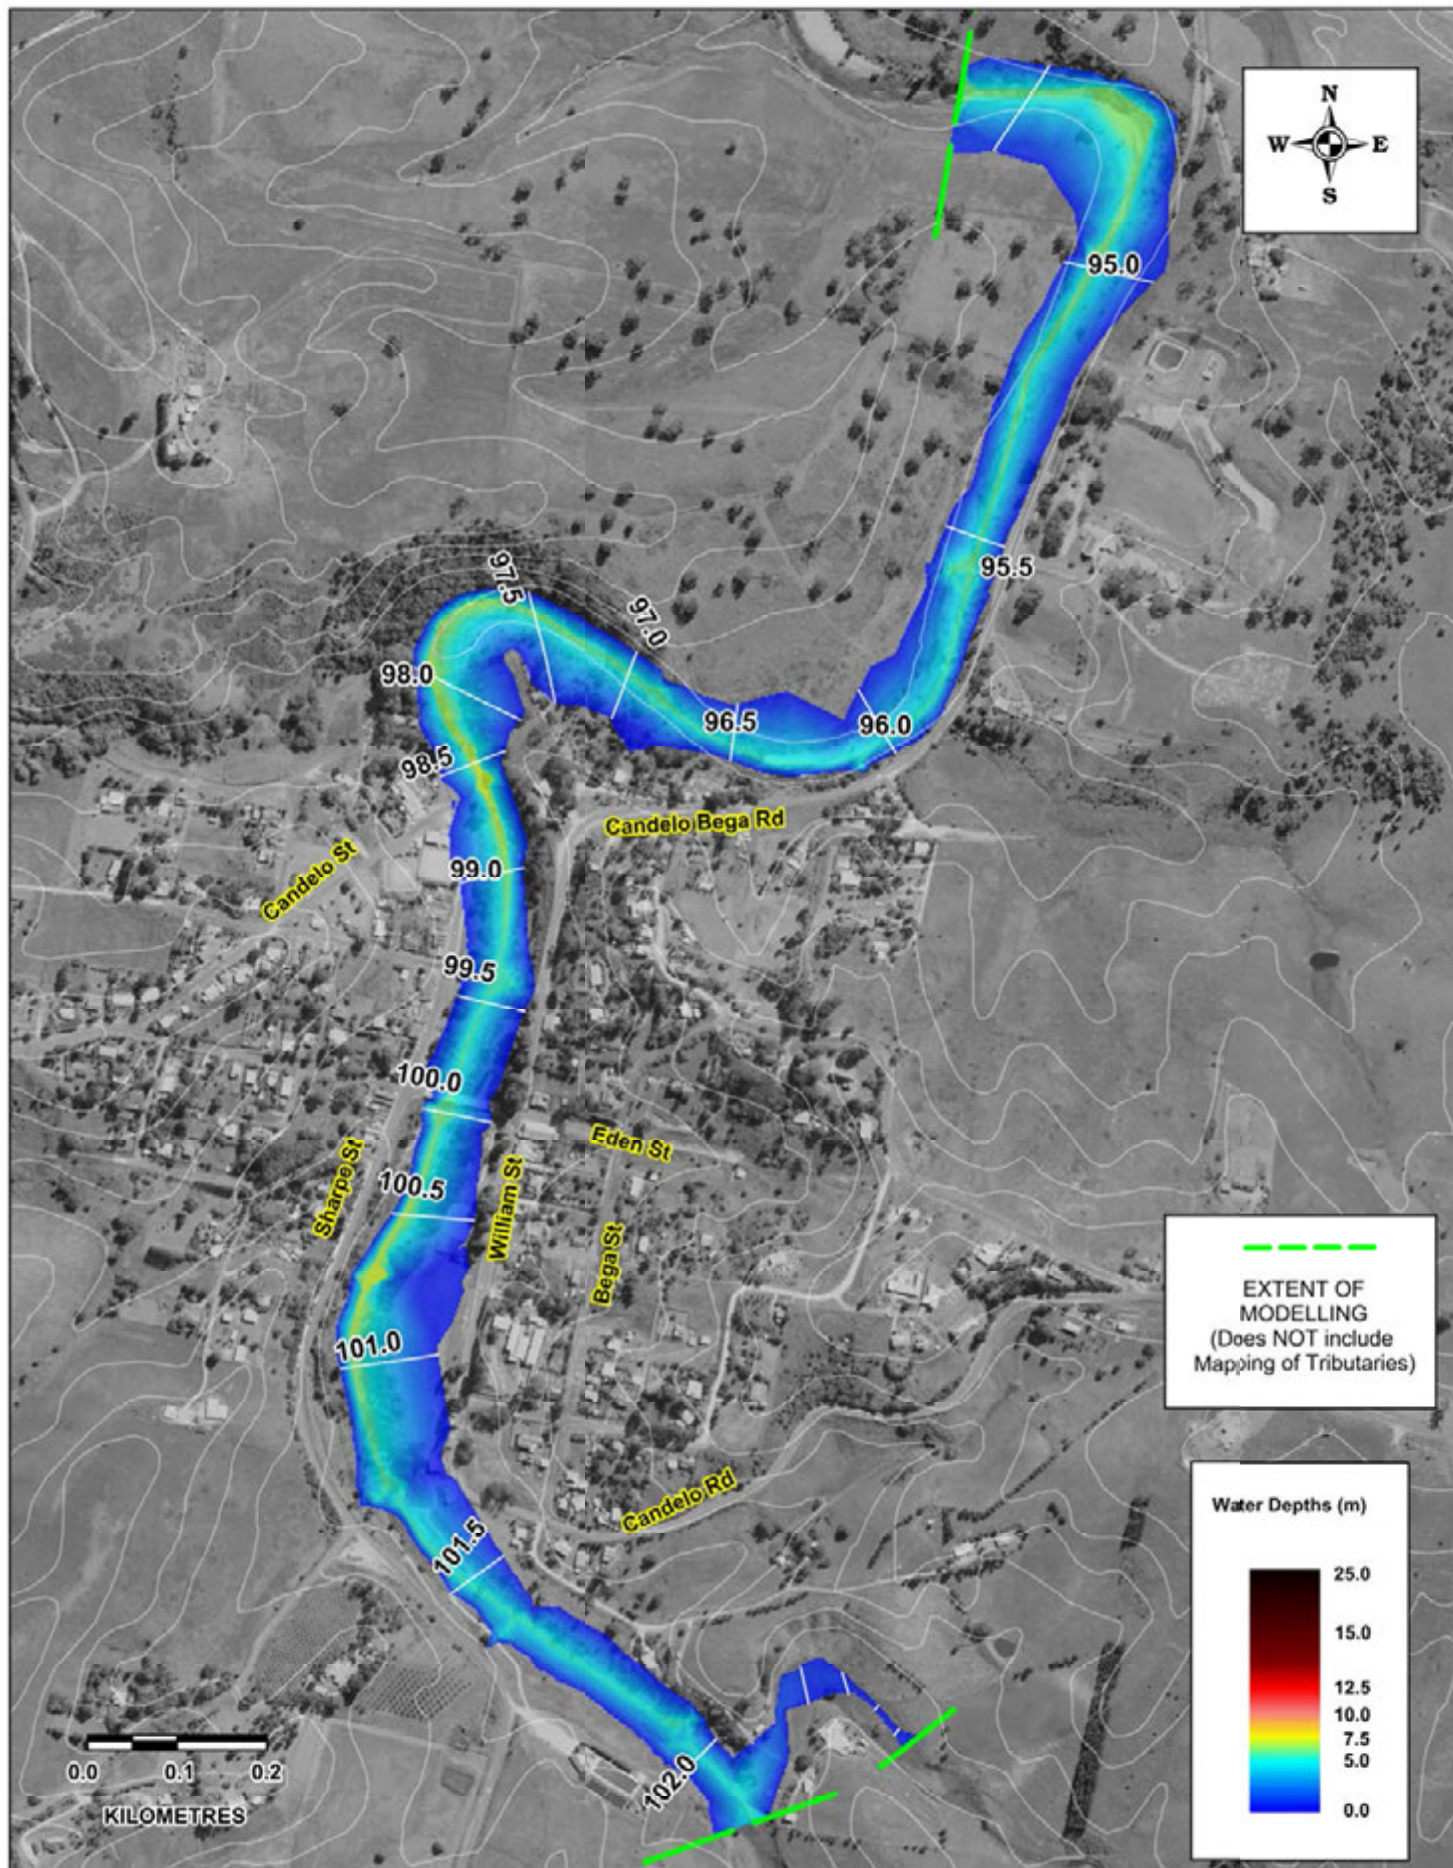 N
W E
S
95.0
95.5
97.5
97.0
98.0
96.5
96.0
98.5
Candelo Bega Rd
Candelo St
99.0
99.5
100.0
Eden St
Sharpe St
100.5
William St
Bega St
101.0
EXTENT OF
MODELLING
(Does NOT include
Mapping of Tributaries)
Candelo Rd
101.5
Water Depths (m)
25.0
15.0
12.5
10.0
7.5
5.0
0.0
102.0
0.0 0.1 0.2
KILOMETRES